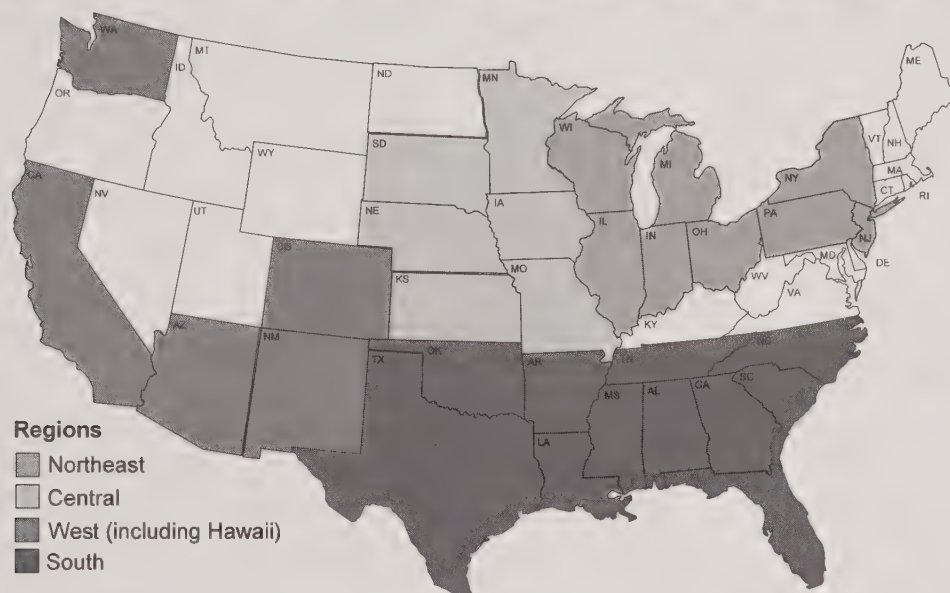 WA
MT
ND
MN
ME
ID
OR
SD
WI
VT
NH
WY
MI
NY
MA
CT
RI
CA
NV
UT
NE
IA
PA
NJ
IL
IN
OH
MD
DE
CO
KS
MO
WV
VA
KY
AZ
NM
OK
TX
AR
TN
NC
SC
MS
AL
GA
LA
Regions
Northeast
Central
West (including Hawaii)
South